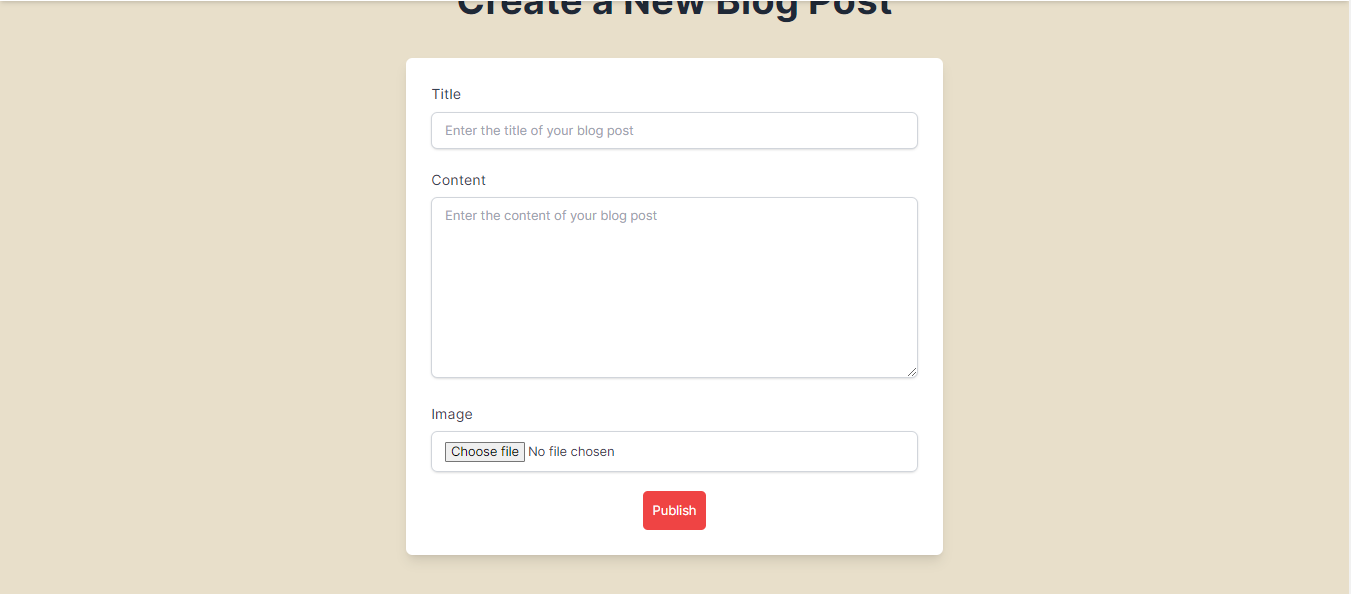 Create a New Blog Post
Title
Enter the title of your blog post
Content
Enter the content of your blog post
Image
Choose file No file chosen
Publish